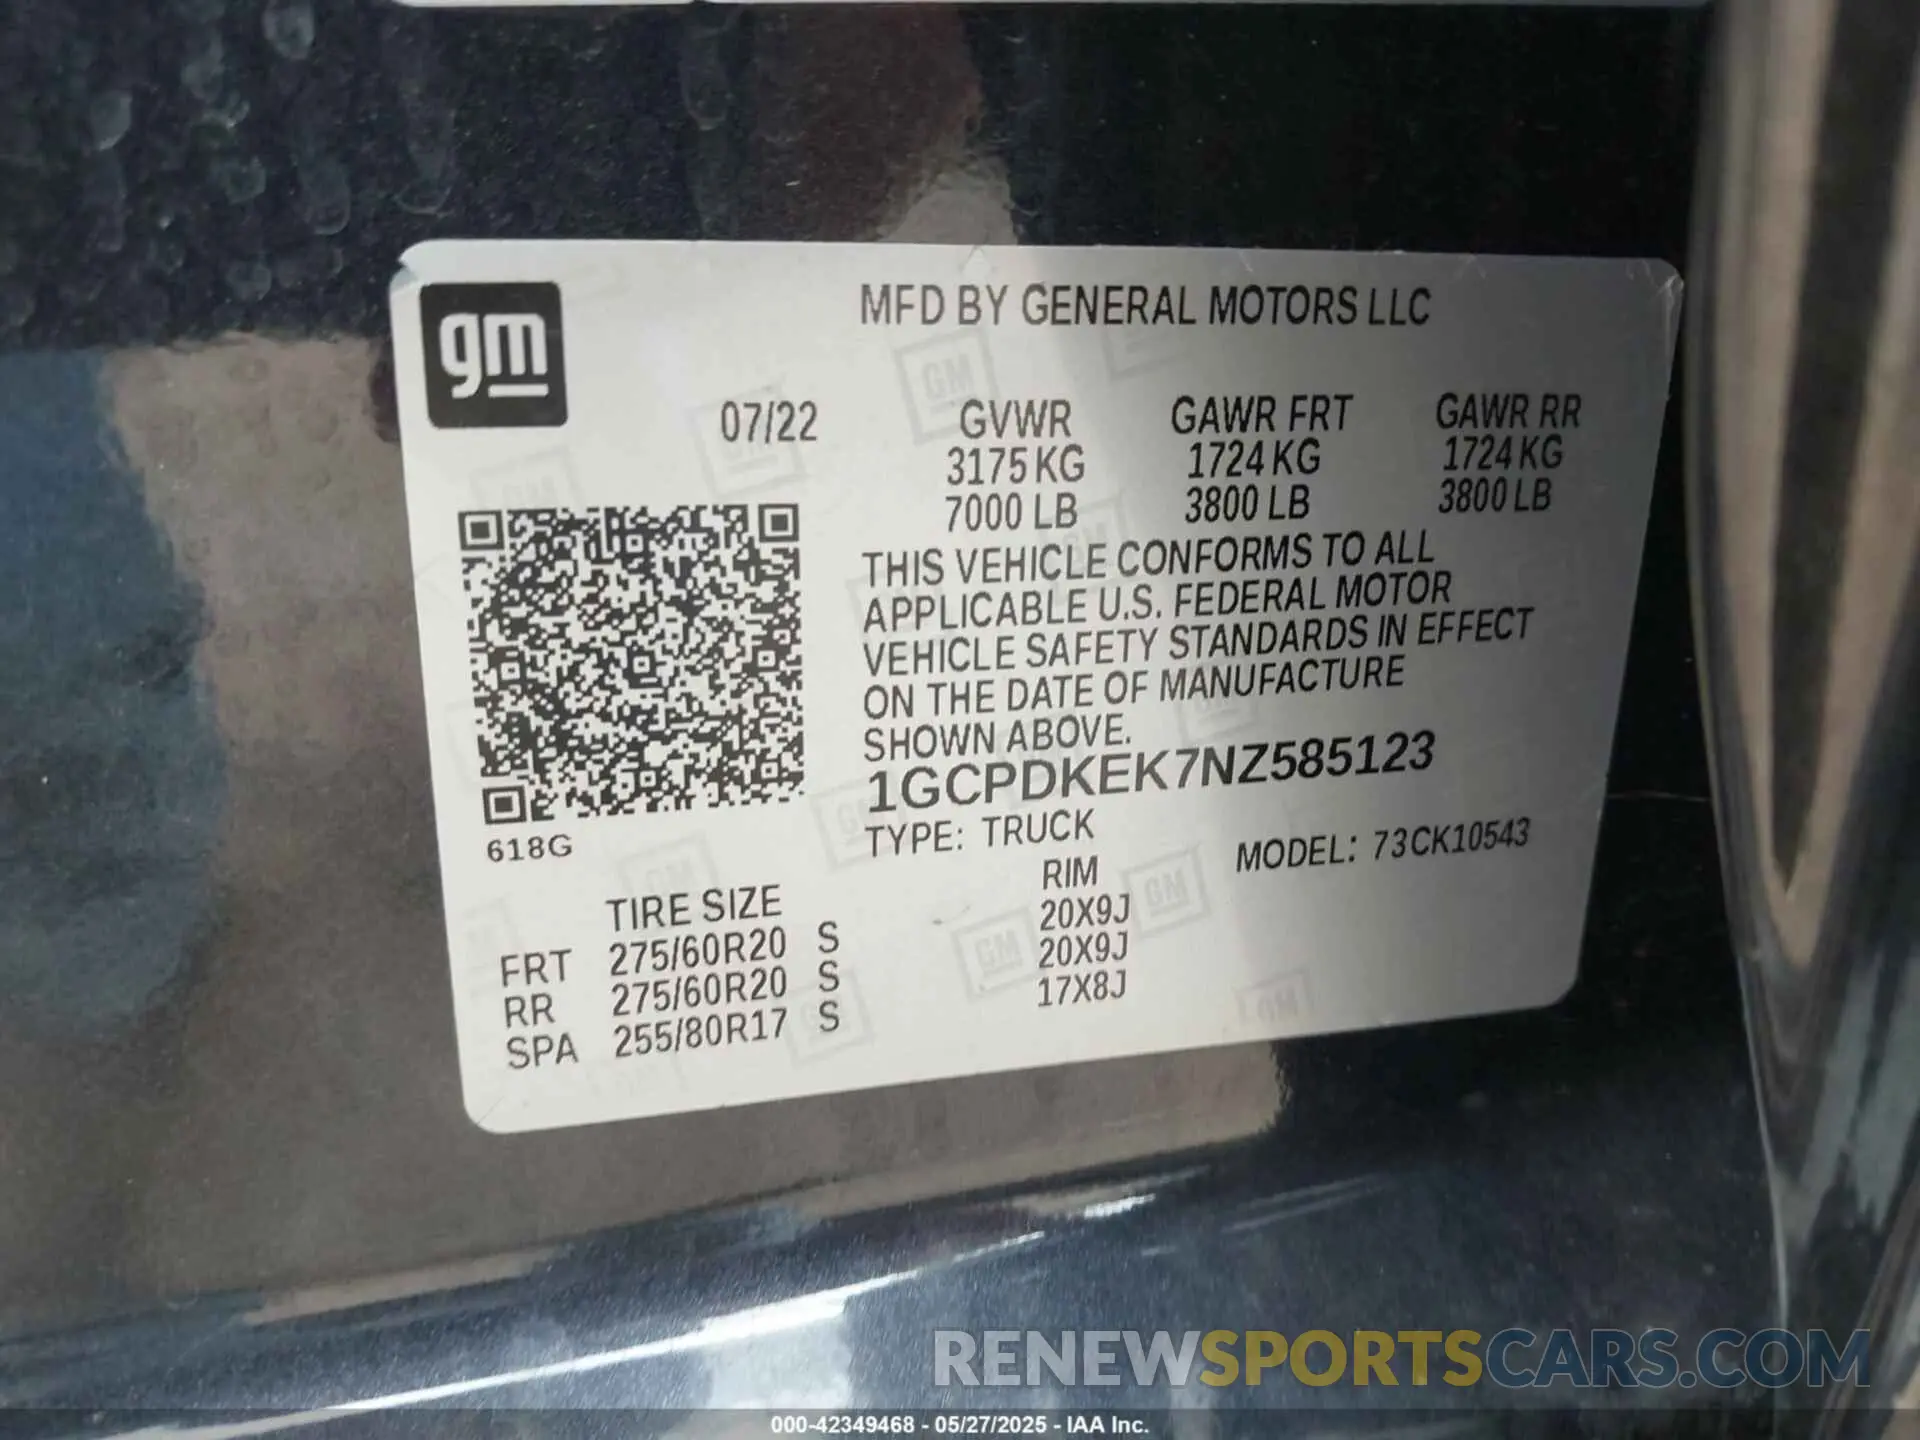 gm
MFD BY GENERAL MOTORS LLC
07/22 GVWR GAWR FRT GAWR RR
3175 KG 1724 KG 1724 KG
7000 LB 3800 LB 3800 LB
THIS VEHICLE CONFORMS TO ALL
APPLICABLE U.S. FEDERAL MOTOR
VEHICLE SAFETY STANDARDS IN EFFECT
ON THE DATE OF MANUFACTURE
SHOWN ABOVE.
1GCPDKEK7NZ585123
618G
TYPE: TRUCK MODEL: 73CK10543
TIRE SIZE RIM
FRT 275/60R20 S 20X9J
RR 275/60R20 S 20X9J
SPA 255/80R17 S 17X8J
RENEWSPORTSCARS.COM
000-42349468 - 05/27/2025 - IAA Inc.